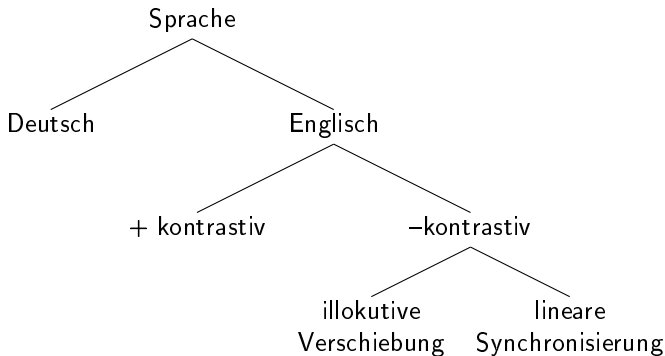 Sprache
Deutsch
Englisch
+ kontrastiv
–kontrastiv
illokutive
Verschiebung
lineare
Synchronisierung